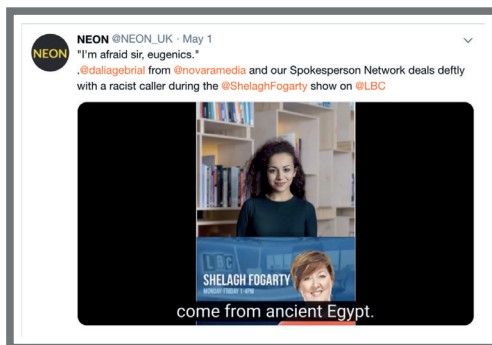 NEON
NEON @NEON_UK · May 1
"I'm afraid sir, eugenics."
.@daliagebrial from @novaramedia and our Spokesperson Network deals deftly
with a racist caller during the @ShelaghFogarty show on @LBC
LBC
SHELAGH FOGARTY
MONDAY-FRIDAY 1-4PM
come from ancient Egypt.